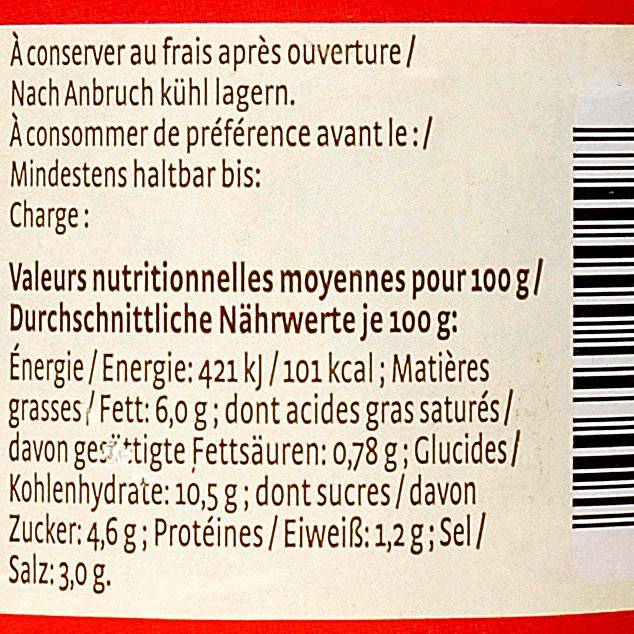 À conserver au frais après ouverture /
Nach Anbruch kühl lagern.
À consommer de préférence avant le : /
Mindestens haltbar bis:
Charge :
Valeurs nutritionnelles moyennes pour 100 g /
Durchschnittliche Nährwerte je 100 g:
Énergie / Energie: 421 kJ / 101 kcal ; Matières
grasses / Fett: 6,0 g ; dont acides gras saturés /
davon gesättigte Fettsäuren: 0,78 g ; Glucides /
Kohlenhydrate: 10,5 g ; dont sucres / davon
Zucker: 4,6 g ; Protéines / Eiweiß: 1,2 g ; Sel /
Salz: 3,0 g.